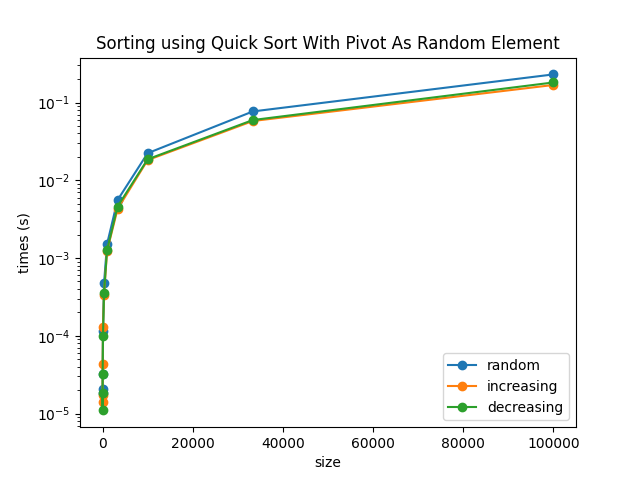 Sorting using Quick Sort With Pivot As Random Element
times (s)
10⁻¹
10⁻²
10⁻³
10⁻⁴
10⁻⁵
random
increasing
decreasing
0 20000 40000 60000 80000 100000
size